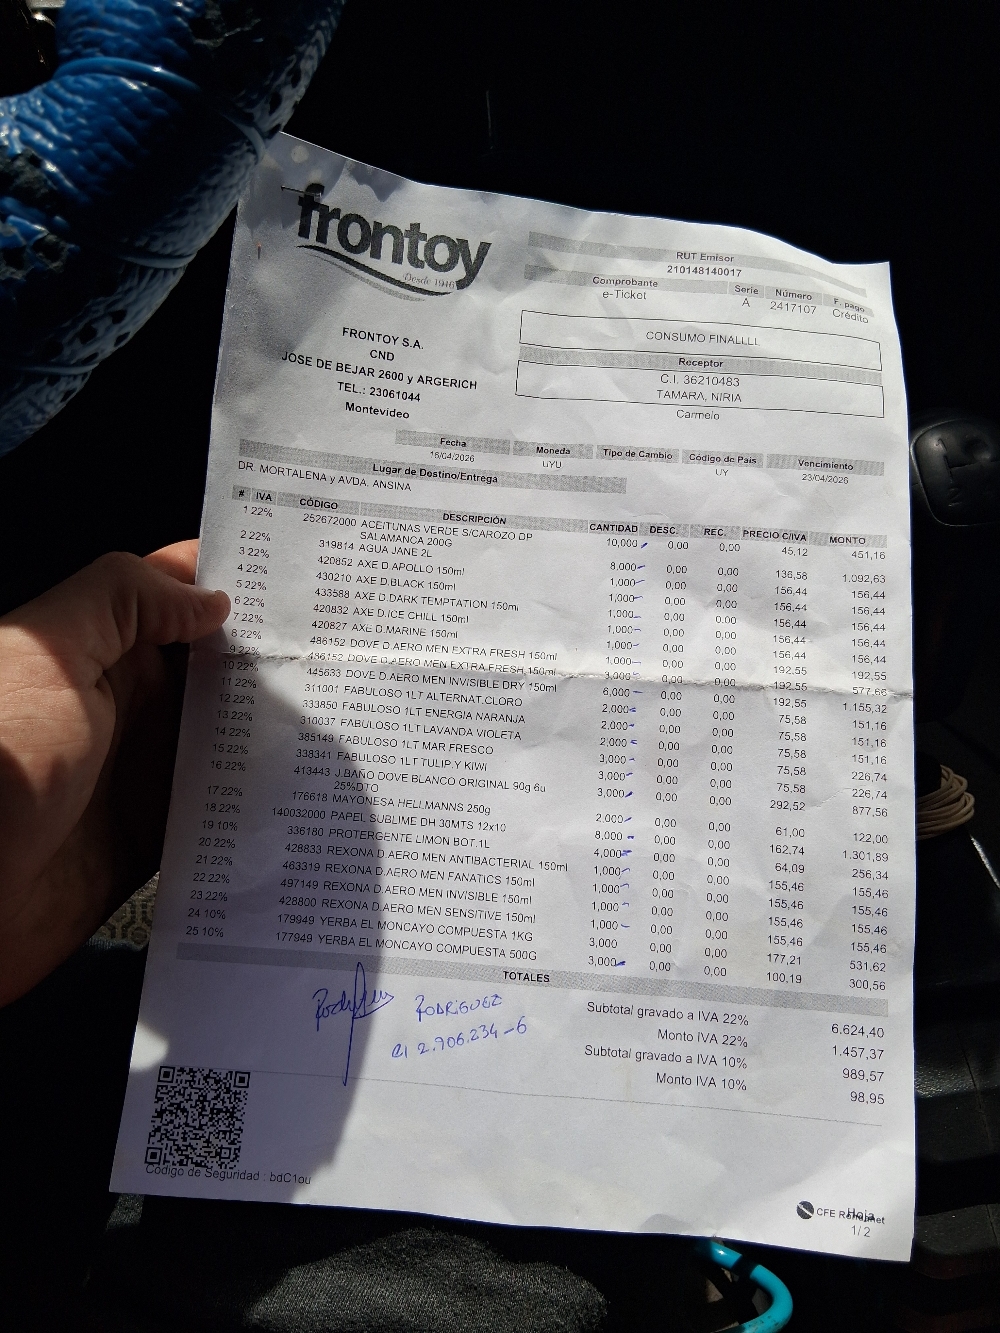 frontoy
Desde 1946
RUT Emisor
210148140017
Comprobante Serie Número F. pago
e-Ticket A 2417107 Crédito
FRONTOY S.A.
CND
JOSE DE BEJAR 2600 y ARGERICH
TEL.: 23061044
Montevideo
CONSUMO FINALLLL
Receptor
C.I. 36210483
TAMARA, NIRIA
Carmelo
Fecha Moneda Tipo de Cambio Código de País Vencimiento
16/04/2026 UYU UY 23/04/2026
Lugar de Destino/Entrega
DR. MORTALENA y AVDA. ANSINA
# IVA CÓDIGO DESCRIPCIÓN CANTIDAD DESC. REC. PRECIO C/IVA MONTO
1 22% 252672000 ACEITUNAS VERDE S/CAROZO DP 10,000 0,00 0,00 45,12 451,16
SALAMANCA 200G
2 22% 319814 AGUA JANE 2L 8,000 0,00 0,00 136,58 1.092,63
3 22% 420852 AXE D.APOLLO 150ml 1,000 0,00 0,00 156,44 156,44
4 22% 430210 AXE D.BLACK 150ml 1,000 0,00 0,00 156,44 156,44
5 22% 433588 AXE D.DARK TEMPTATION 150ml 1,000 0,00 0,00 156,44 156,44
6 22% 420832 AXE D.ICE CHILL 150ml 1,000 0,00 0,00 156,44 156,44
7 22% 420827 AXE D.MARINE 150ml 1,000 0,00 0,00 156,44 156,44
8 22% 486152 DOVE D.AERO MEN EXTRA FRESH 150ml 1,000 0,00 0,00 192,55 192,55
9 22% 486152 DOVE D.AERO MEN EXTRA FRESH 150ml 3,000 0,00 0,00 192,55 577,66
10 22% 445633 DOVE D.AERO MEN INVISIBLE DRY 150ml 6,000 0,00 0,00 192,55 1.155,32
11 22% 311001 FABULOSO 1LT ALTERNAT.CLORO 2,000 0,00 0,00 75,58 151,16
12 22% 333850 FABULOSO 1LT ENERGIA NARANJA 2,000 0,00 0,00 75,58 151,16
13 22% 310037 FABULOSO 1LT LAVANDA VIOLETA 2,000 0,00 0,00 75,58 151,16
14 22% 385149 FABULOSO 1LT MAR FRESCO 3,000 0,00 0,00 75,58 226,74
15 22% 338341 FABULOSO 1LT TULIP.Y KIWI 3,000 0,00 0,00 75,58 226,74
16 22% 413443 J.BAÑO DOVE BLANCO ORIGINAL 90g 6u 3,000 0,00 0,00 292,52 877,56
25%DTO
17 22% 176618 MAYONESA HELLMANNS 250g 2,000 0,00 0,00 61,00 122,00
18 22% 140032000 PAPEL SUBLIME DH 30MTS 12x10 8,000 0,00 0,00 162,74 1.301,89
19 10% 336180 PROTERGENTE LIMON BOT.1L 4,000 0,00 0,00 64,09 256,34
20 22% 428833 REXONA D.AERO MEN ANTIBACTERIAL 150ml 1,000 0,00 0,00 155,46 155,46
21 22% 463319 REXONA D.AERO MEN FANATICS 150ml 1,000 0,00 0,00 155,46 155,46
22 22% 497149 REXONA D.AERO MEN INVISIBLE 150ml 1,000 0,00 0,00 155,46 155,46
23 22% 428800 REXONA D.AERO MEN SENSITIVE 150ml 1,000 0,00 0,00 155,46 155,46
24 10% 179949 YERBA EL MONCAYO COMPUESTA 1KG 3,000 0,00 0,00 177,21 531,62
25 10% 177949 YERBA EL MONCAYO COMPUESTA 500G 3,000 0,00 0,00 100,19 300,56
TOTALES
Subtotal gravado a IVA 22% 6.624,40
Monto IVA 22% 1.457,37
Subtotal gravado a IVA 10% 989,57
Monto IVA 10% 98,95
RODRIGUEZ
CI 2.906.234-6
Código de Seguridad : bdC1ou
CFE
Hoja
1/ 2